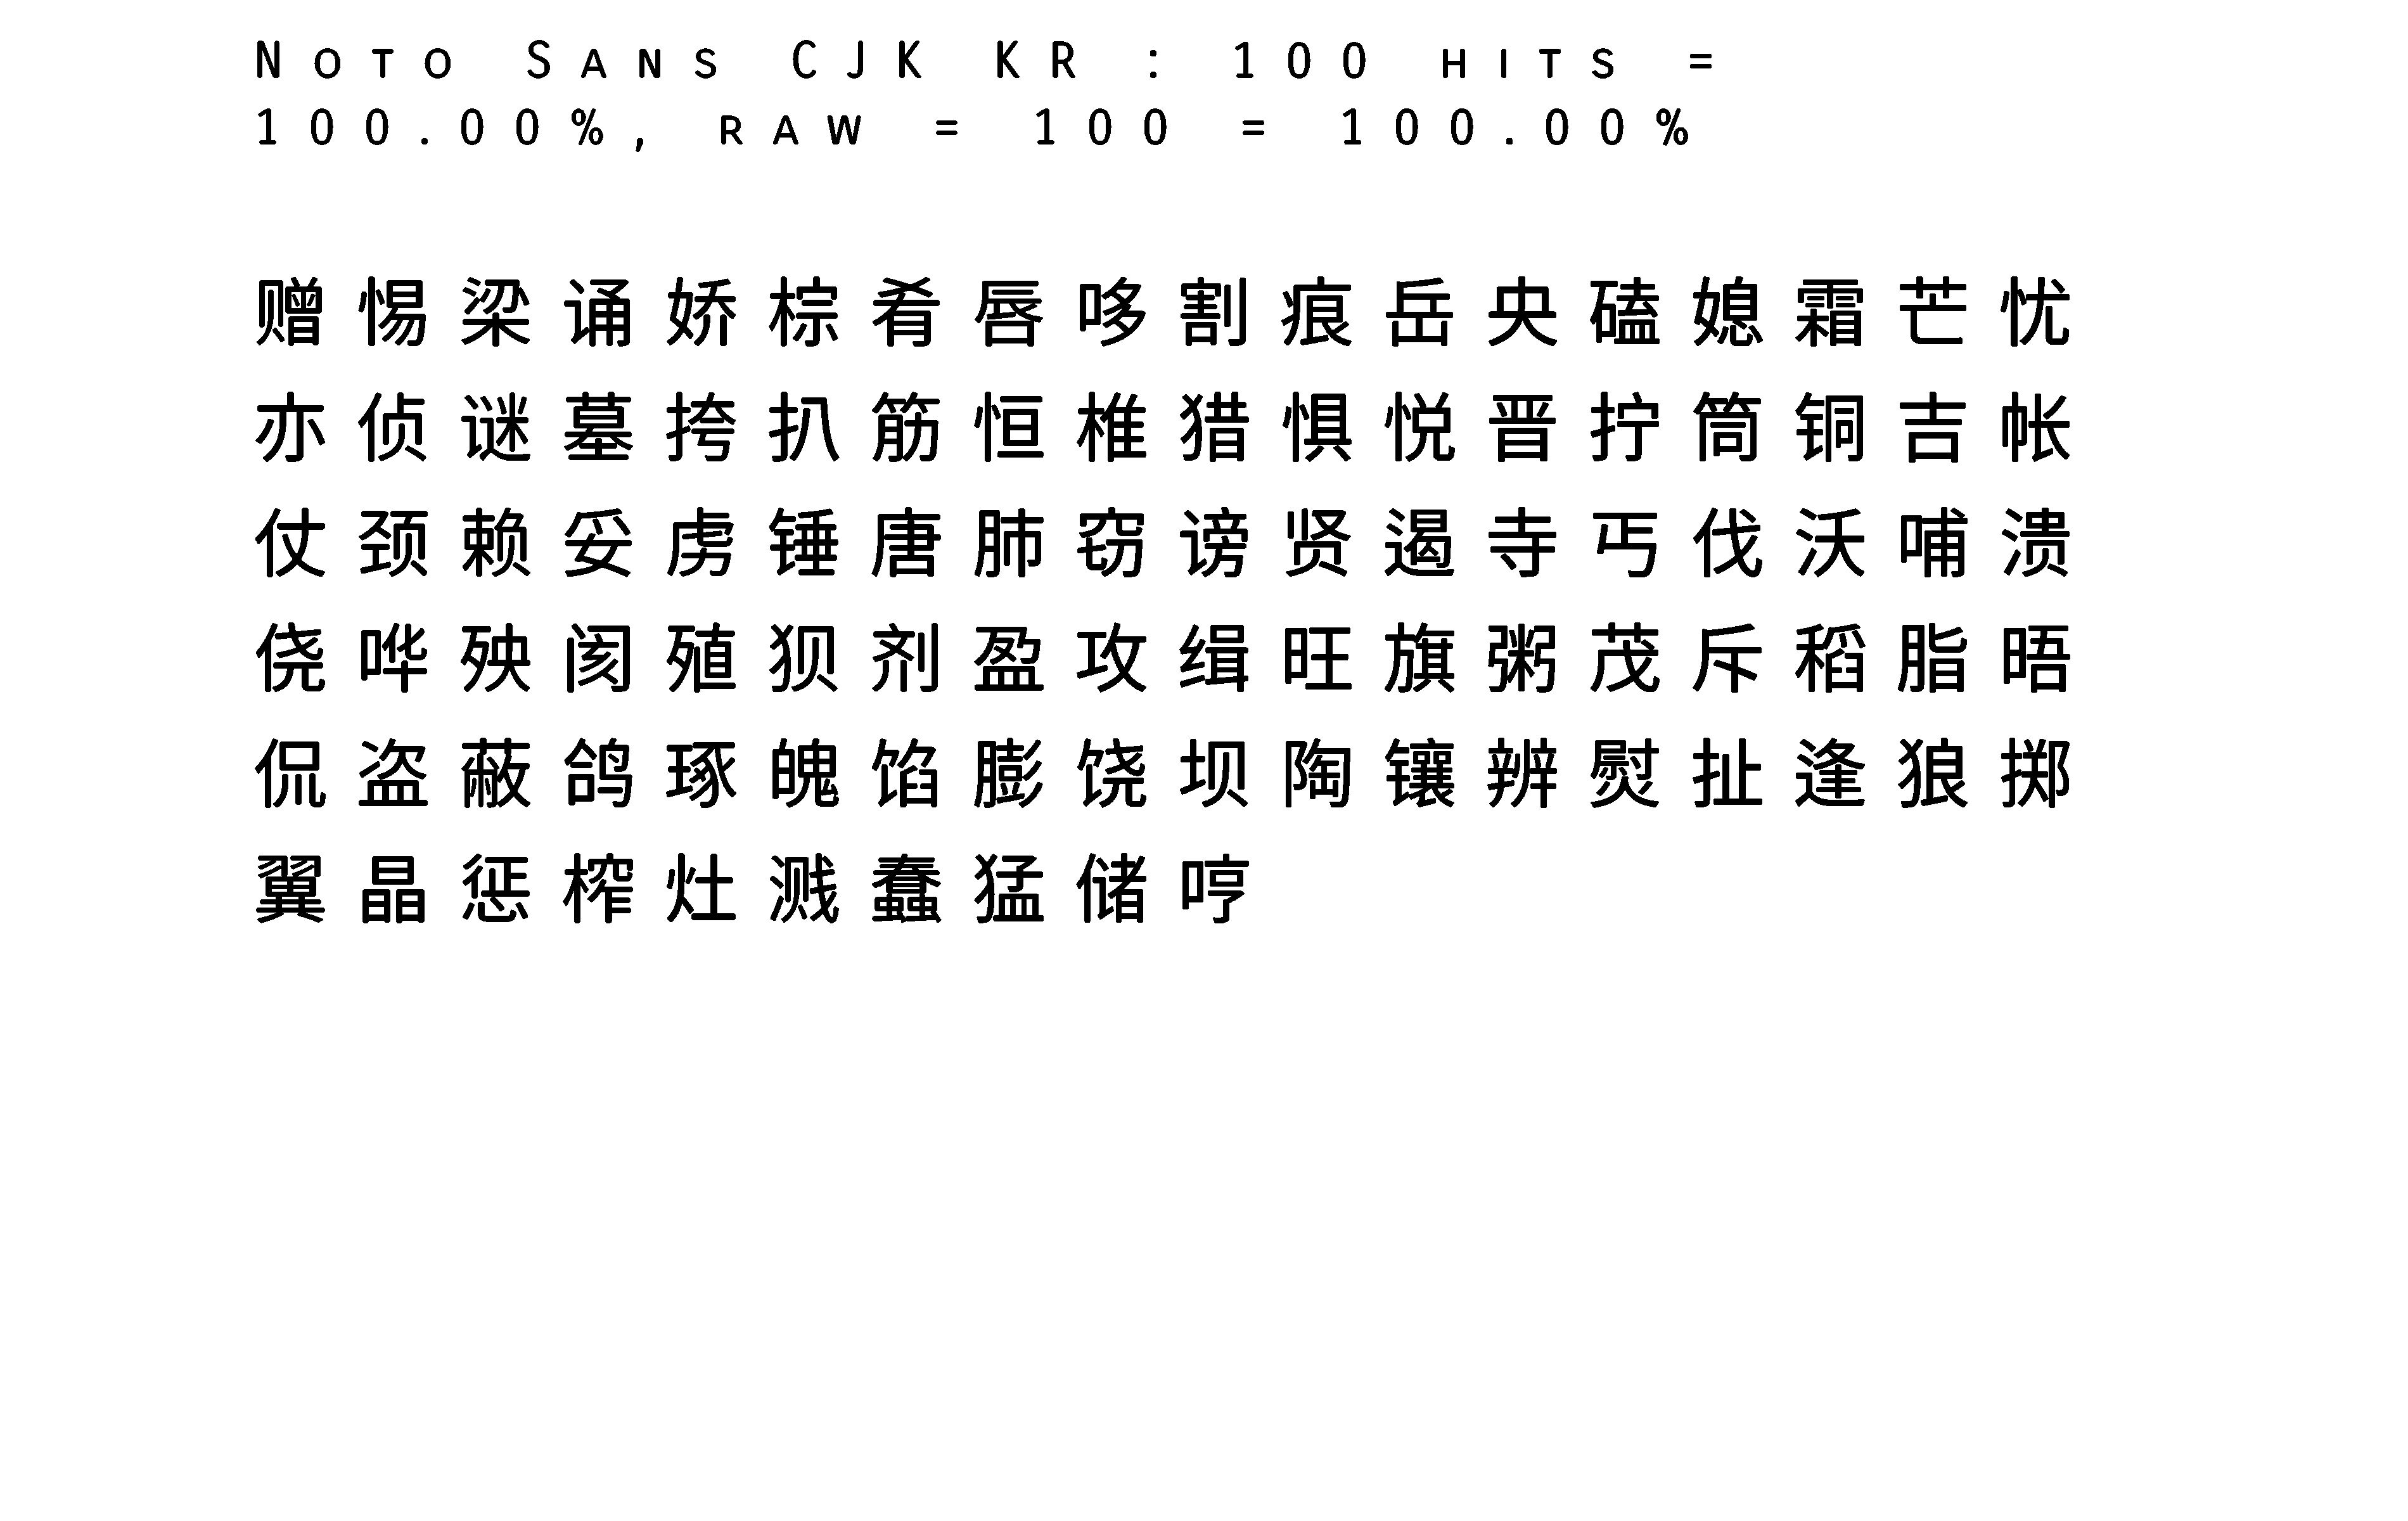 Noto Sans CJK KR : 100 hits =
100.00%, raw = 100 = 100.00%
赠惕梁诵娇棕肴唇哆割痕岳央磕媳霜芒忧
亦侦谜墓挎扒筋恒椎猎惧悦晋拧筒铜吉帐
仗颈赖妥虏锤唐肺窃谤贤遏寺丐伐沃哺溃
侥哗殃阂殖狈剂盈攻缉旺旗粥茂斥稻脂晤
侃盗蔽鸽琢魄馅膨饶坝陶镶辨熨扯逢狼掷
翼晶惩榨灶溅蠢猛储哼